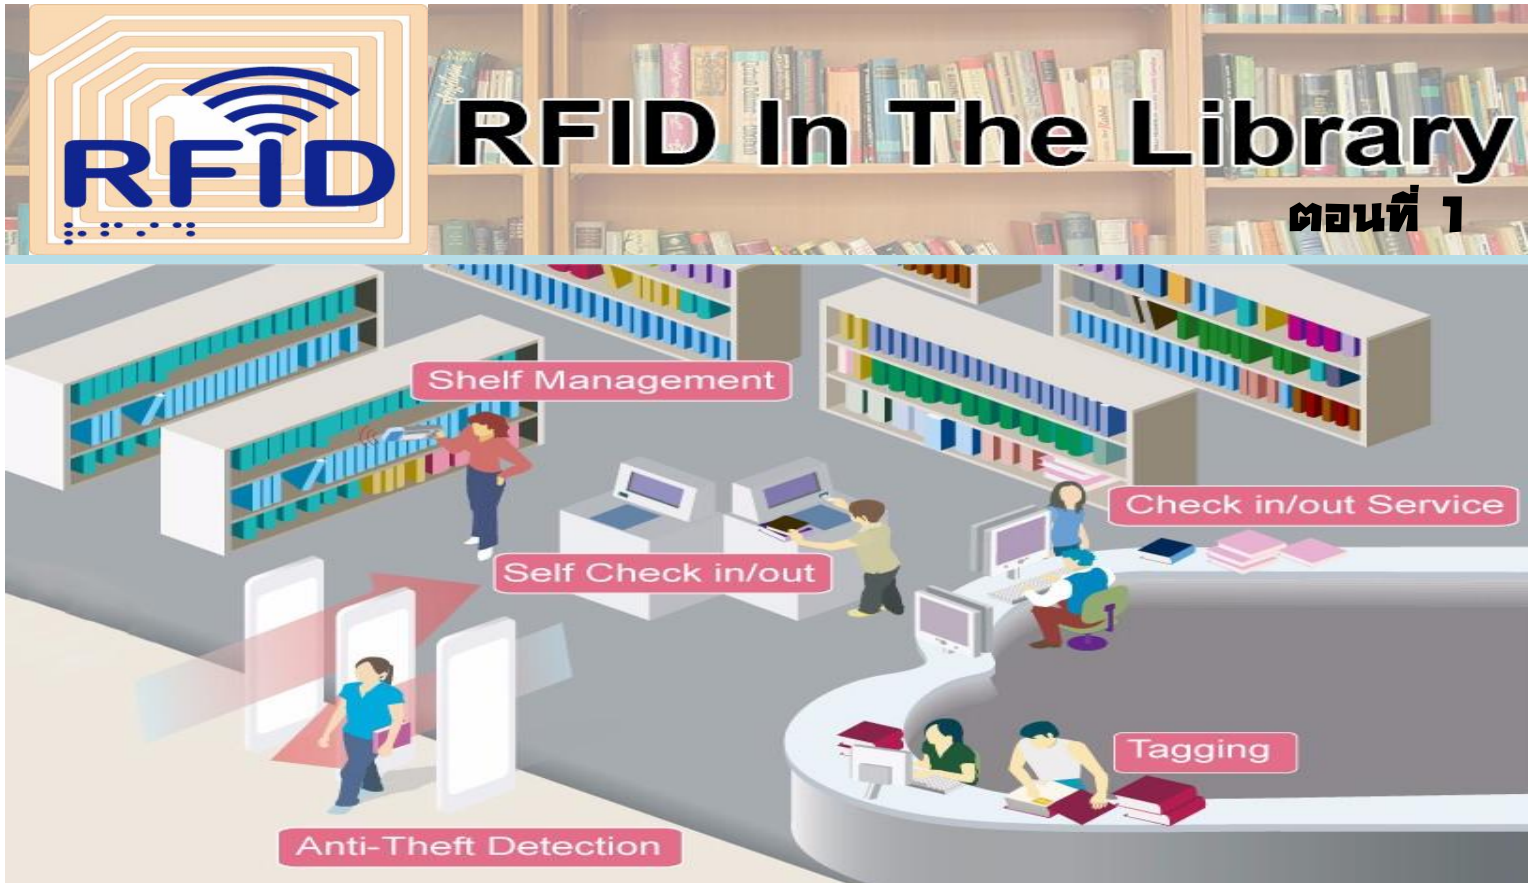 RFID
RFID In The Library
ตอนที่ 1
Shelf Management
Check in/out Service
Self Check in/out
Tagging
Anti-Theft Detection